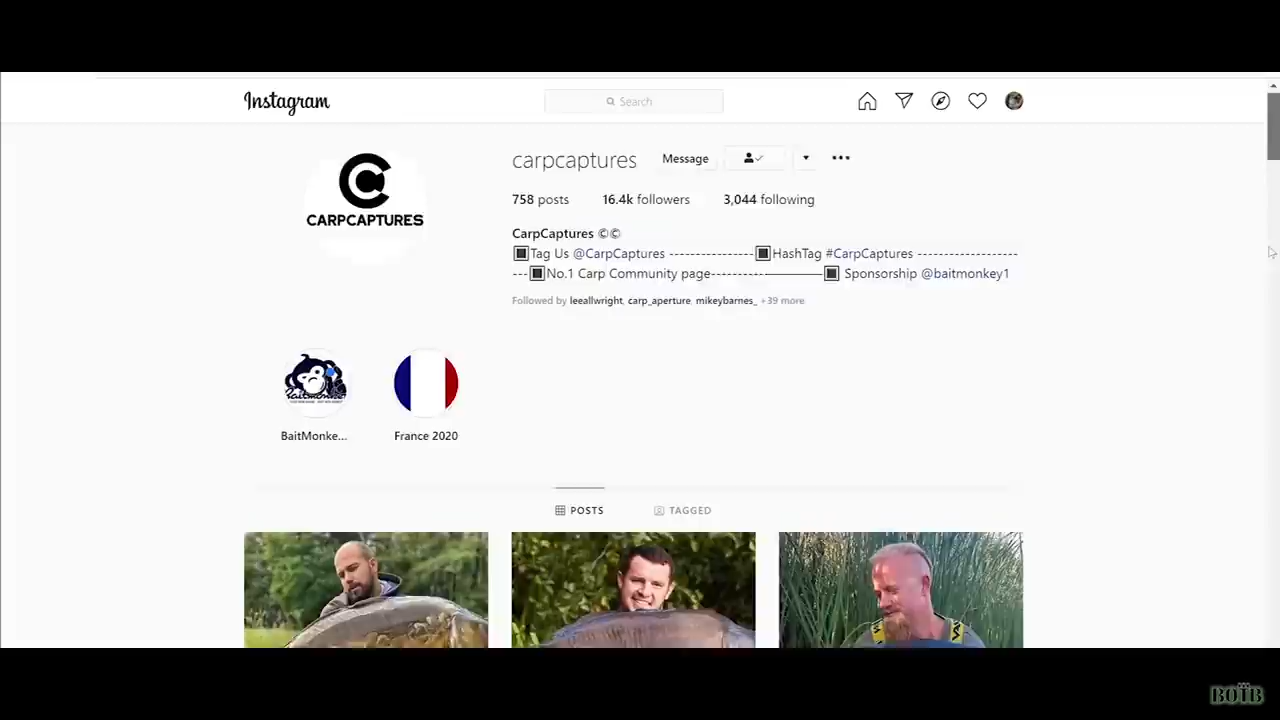 Instagram
Search
CARPCAPTURES
carpcaptures
Message
758 posts
16.4k followers
3,044 following
CarpCaptures ©©
Tag Us @CarpCaptures ----------------- HashTag #CarpCaptures -------------------
--- No.1 Carp Community page----------—————— Sponsorship @baitmonkey1
Followed by leeallwright, carp_aperture, mikeybarnes_ +39 more
BaitMonke...
France 2020
POSTS
TAGGED
BOTB